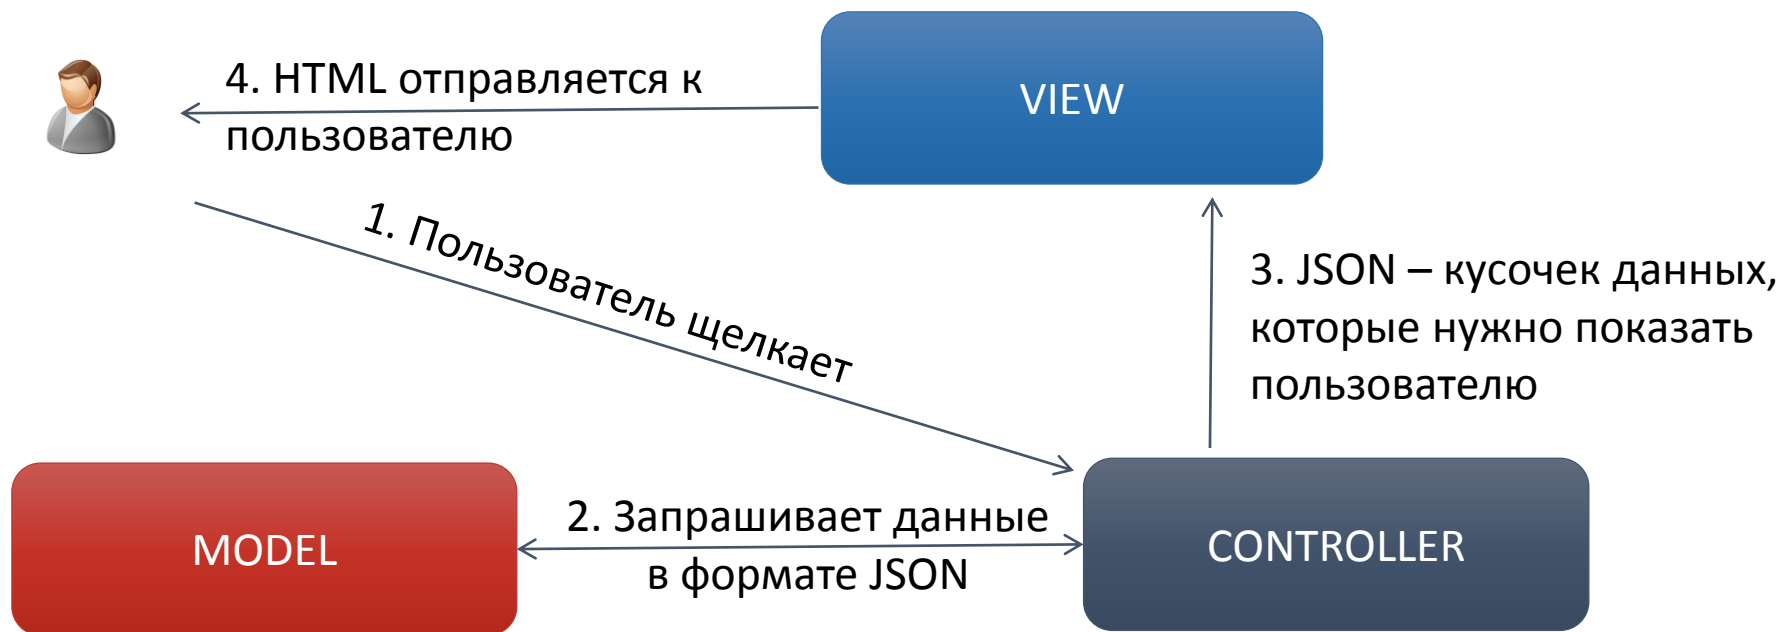 4. HTML отправляется к
пользователю
VIEW
1. Пользователь щелкает
3. JSON – кусочек данных,
которые нужно показать
пользователю
MODEL
2. Запрашивает данные
в формате JSON
CONTROLLER